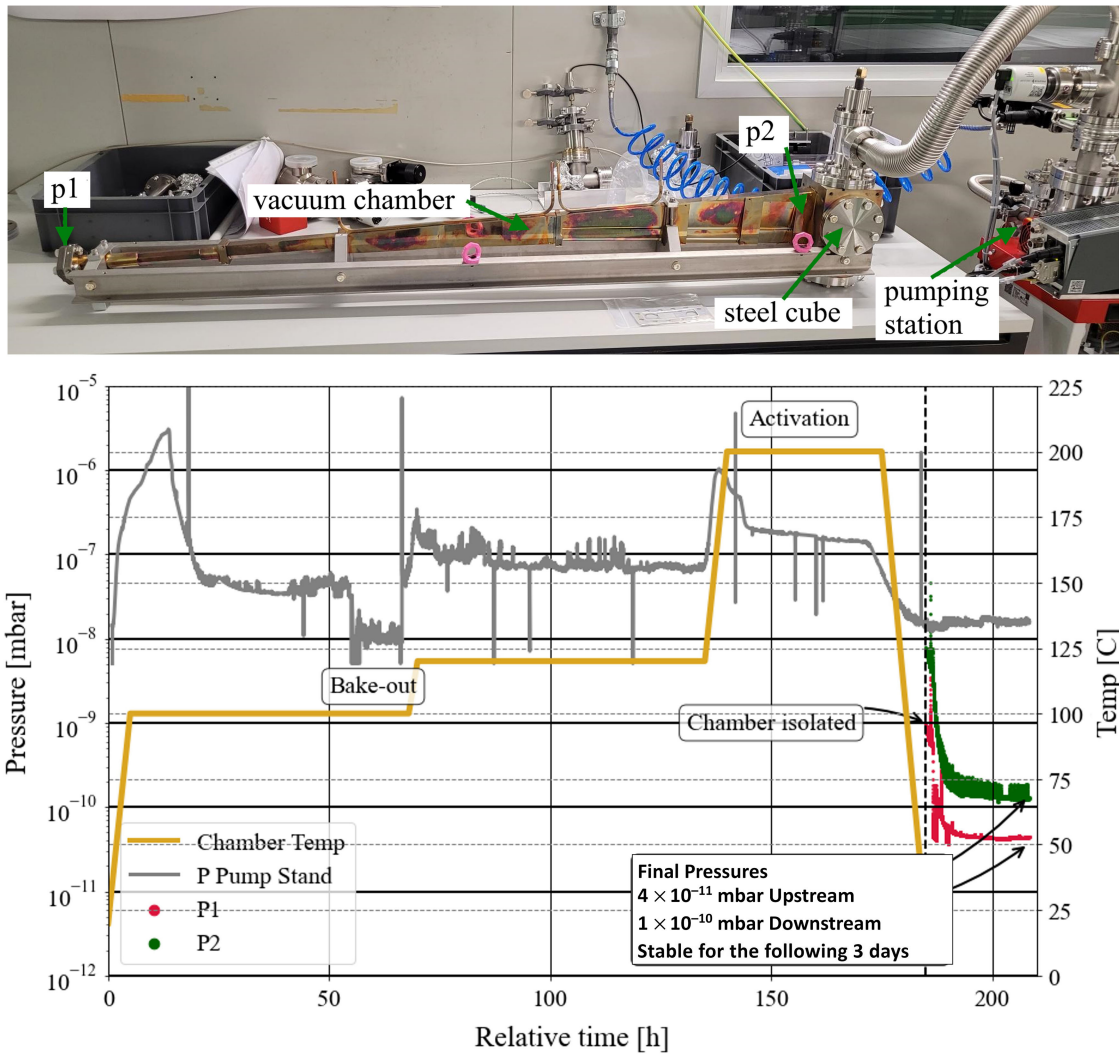 p1
vacuum chamber
p2
steel cube
pumping
station
10⁻⁵
10⁻⁶
10⁻⁷
10⁻⁸
10⁻⁹
10⁻¹⁰
10⁻¹¹
10⁻¹²
Pressure [mbar]
225
200
175
150
125
100
75
50
25
0
Temp [C]
Activation
Bake-out
Chamber isolated
Chamber Temp
P Pump Stand
P1
P2
Final Pressures
4 × 10⁻¹¹ mbar Upstream
1 × 10⁻¹⁰ mbar Downstream
Stable for the following 3 days
0
50
100
150
200
Relative time [h]